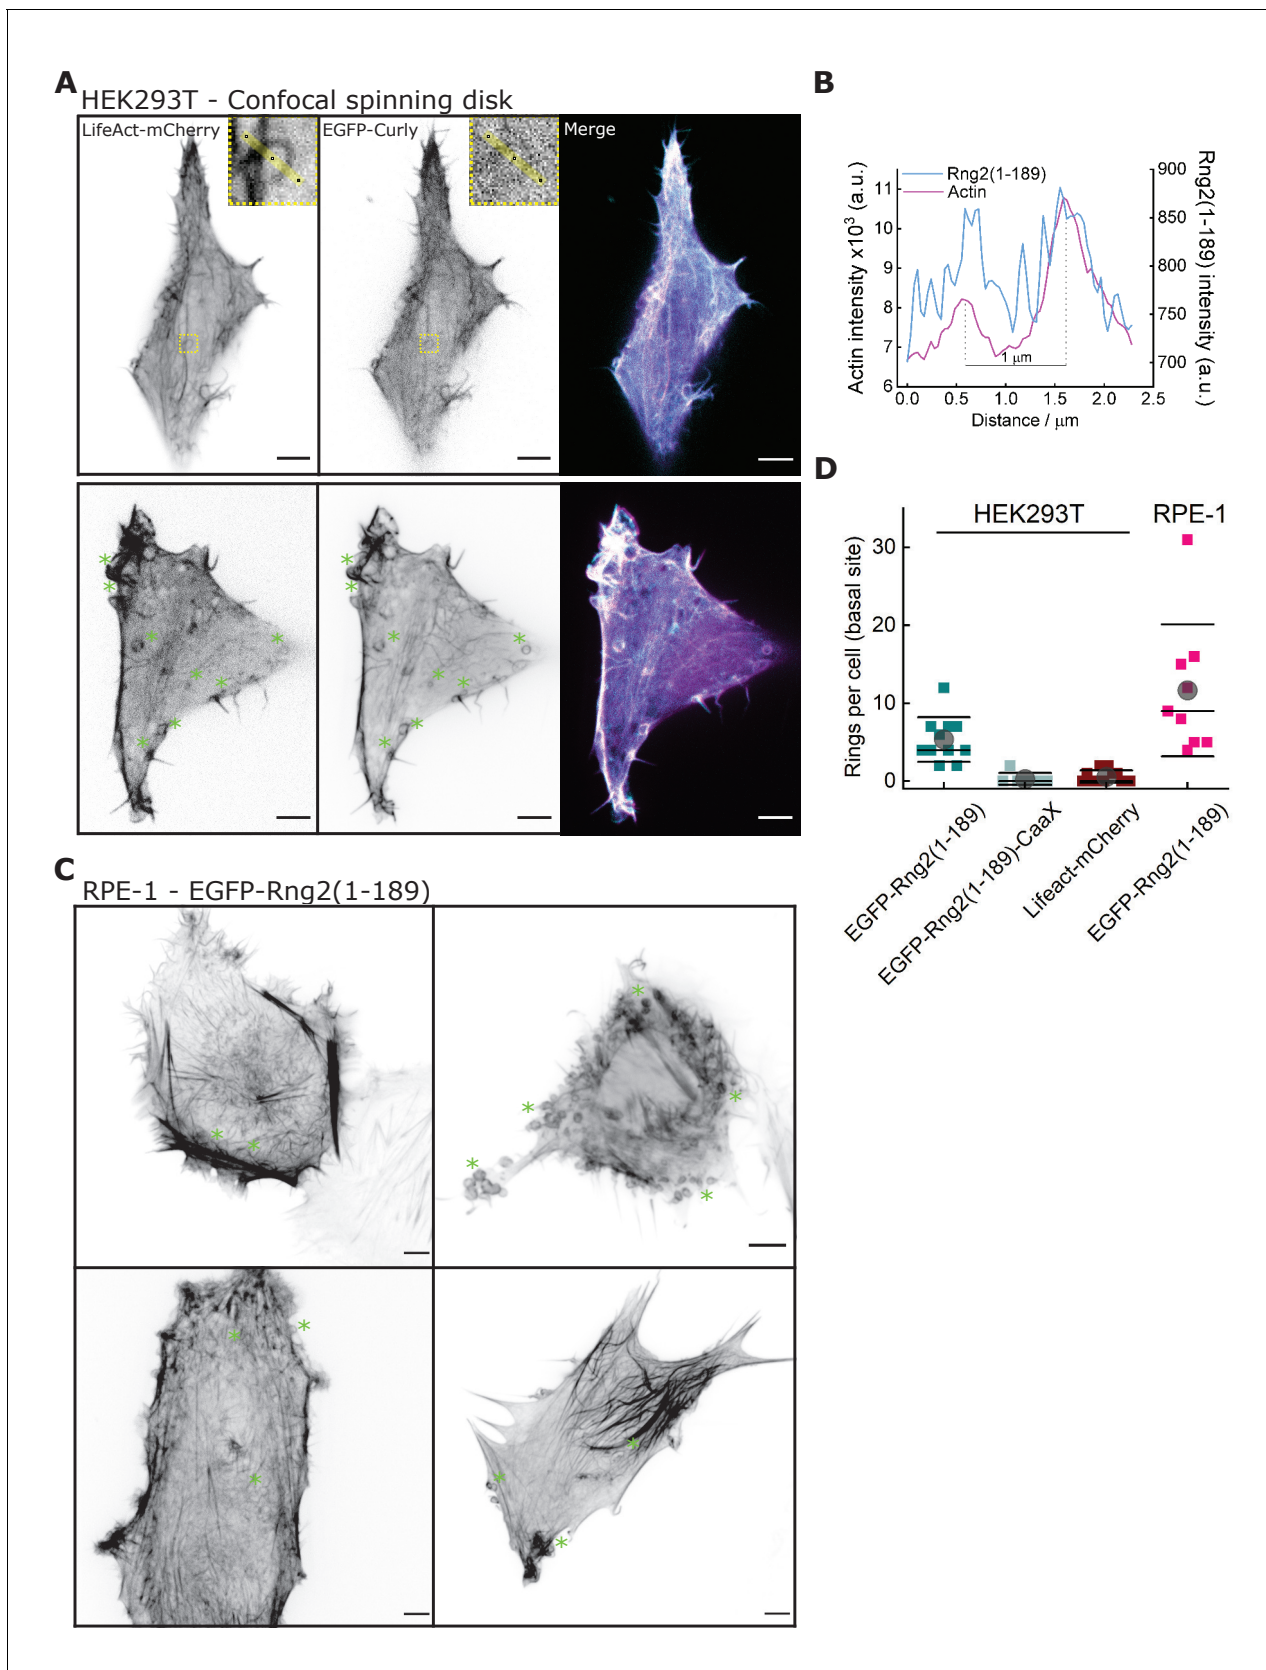 A
HEK293T - Confocal spinning disk
LifeAct-mCherry
EGFP-Curly
Merge
B
Rng2(1-189)
Actin
Actin intensity x10³ (a.u.)
11
10
9
8
7
6
900
850
800
750
700
Rng2(1-189) intensity (a.u.)
1 μm
0.0 0.5 1.0 1.5 2.0 2.5
Distance / μm
C
RPE-1 - EGFP-Rng2(1-189)
D
HEK293T
RPE-1
Rings per cell (basal site)
30
20
10
0
EGFP-Rng2(1-189)
EGFP-Rng2(1-189)-CaaX
Lifeact-mCherry
EGFP-Rng2(1-189)